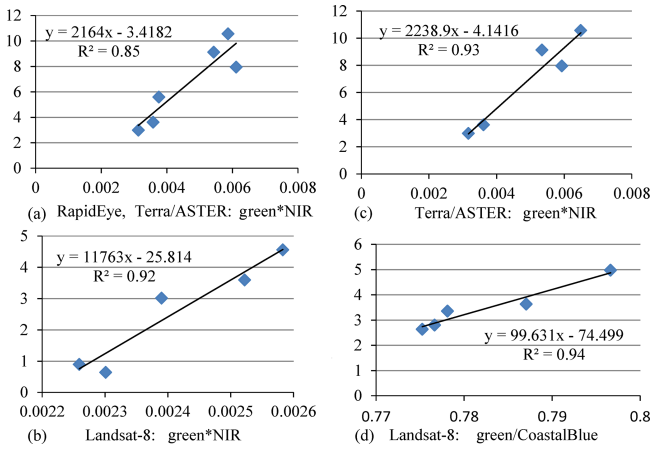 y = 2164x - 3.4182
R² = 0.85
12
10
8
6
4
2
0
0 0.002 0.004 0.006 0.008
(a) RapidEye, Terra/ASTER: green*NIR
y = 2238.9x - 4.1416
R² = 0.93
12
10
8
6
4
2
0
0 0.002 0.004 0.006 0.008
(c) Terra/ASTER: green*NIR
y = 11763x - 25.814
R² = 0.92
5
4
3
2
1
0
0.0022 0.0023 0.0024 0.0025 0.0026
(b) Landsat-8: green*NIR
6
5
4
3
2
1
0
y = 99.631x - 74.499
R² = 0.94
0.77 0.78 0.79 0.8
(d) Landsat-8: green/CoastalBlue